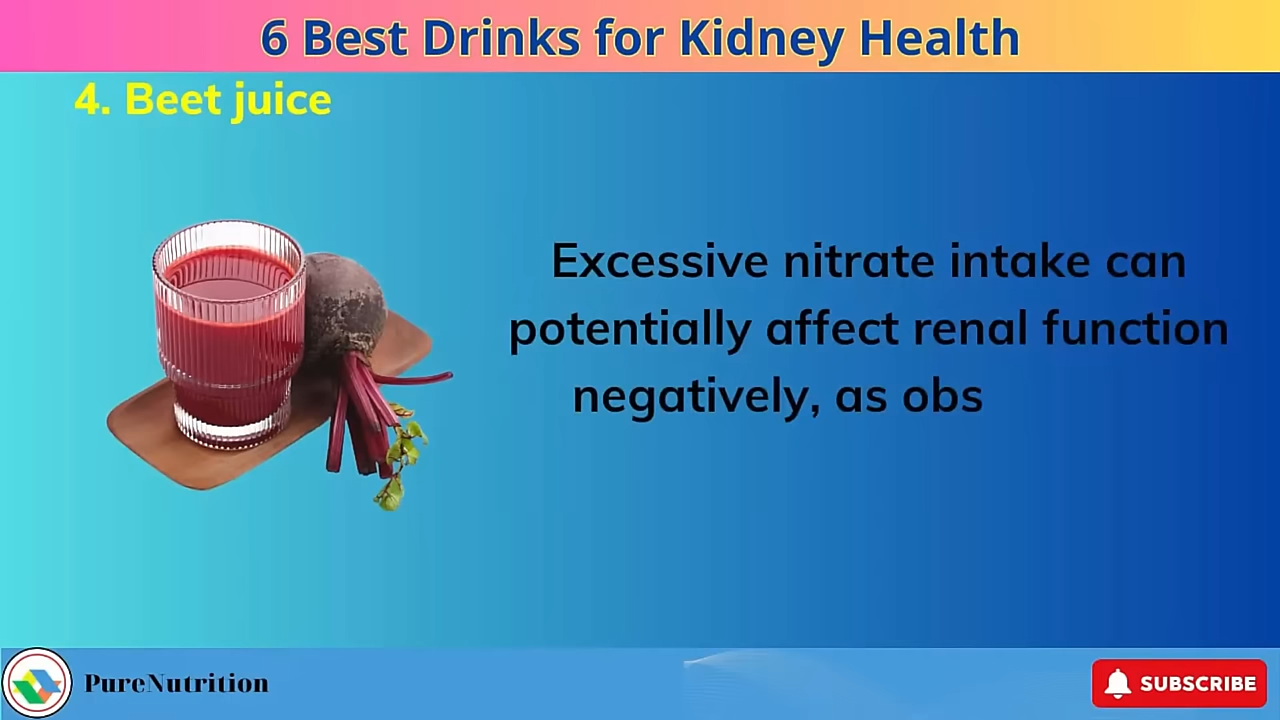 6 Best Drinks for Kidney Health
4. Beet juice
Excessive nitrate intake can
potentially affect renal function
negatively, as obs
PureNutrition
SUBSCRIBE